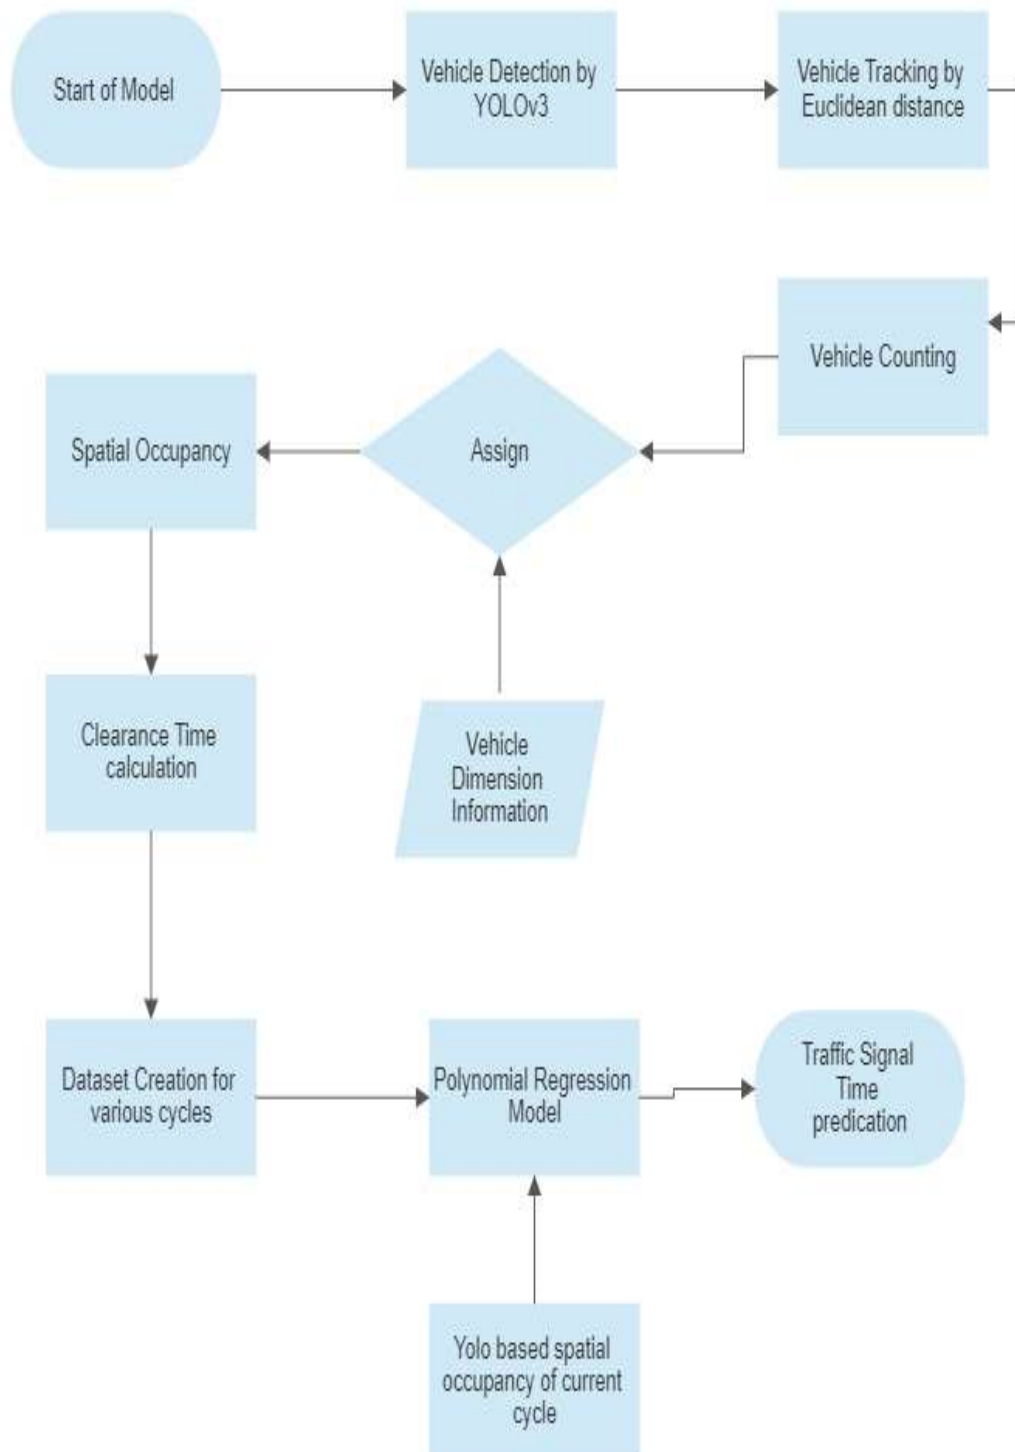 Start of Model
Vehicle Detection by
YOLOv3
Vehicle Tracking by
Euclidean distance
Vehicle Counting
Assign
Spatial Occupancy
Vehicle
Dimension
Information
Clearance Time
calculation
Dataset Creation for
various cycles
Polynomial Regression
Model
Traffic Signal
Time
predication
Yolo based spatial
occupancy of current
cycle